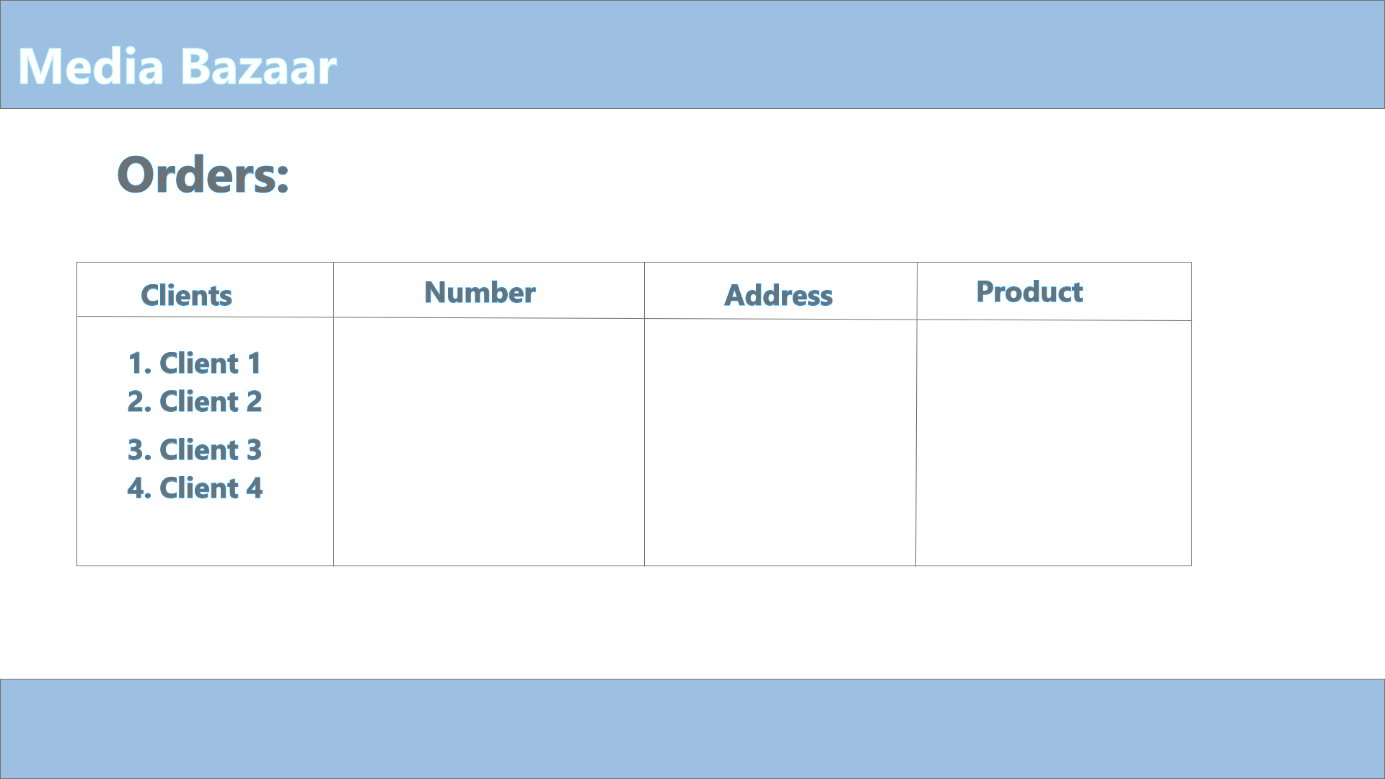 Media Bazaar
Orders:
Clients Number Address Product
1. Client 1
2. Client 2
3. Client 3
4. Client 4